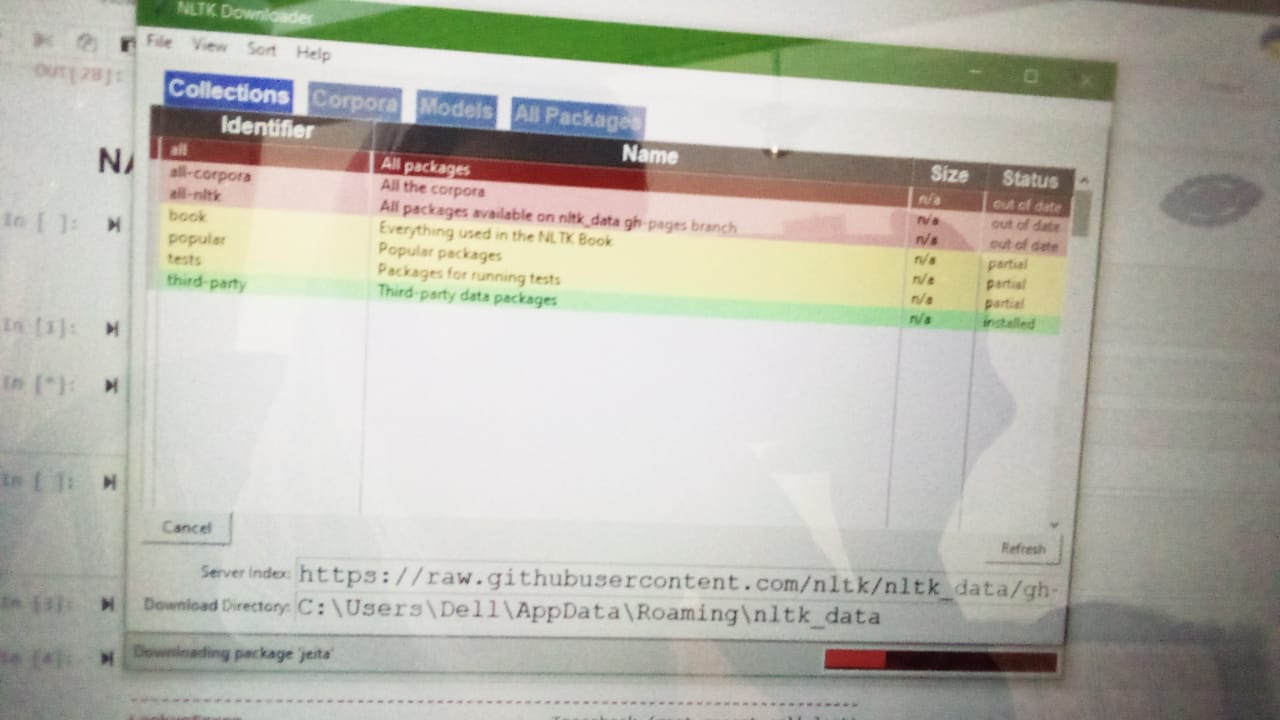 NLTK Downloader
File View Sort Help
Out[28]:
Collections Corpora Models All Packages
Identifier Name Size Status
all All packages n/a out of date
all-corpora All the corpora n/a out of date
all-nltk All packages available on nltk_data gh-pages branch n/a out of date
book Everything used in the NLTK Book n/a partial
popular Popular packages n/a partial
tests Packages for running tests n/a partial
third-party Third-party data packages n/a installed
NA
In [ ]:
In [1]:
In [*]:
In [ ]:
Cancel
Refresh
Server Index: https://raw.githubusercontent.com/nltk/nltk_data/gh-
Download Directory: C:\Users\Dell\AppData\Roaming\nltk_data
In [3]:
In [4]:
Downloading package 'jeita'